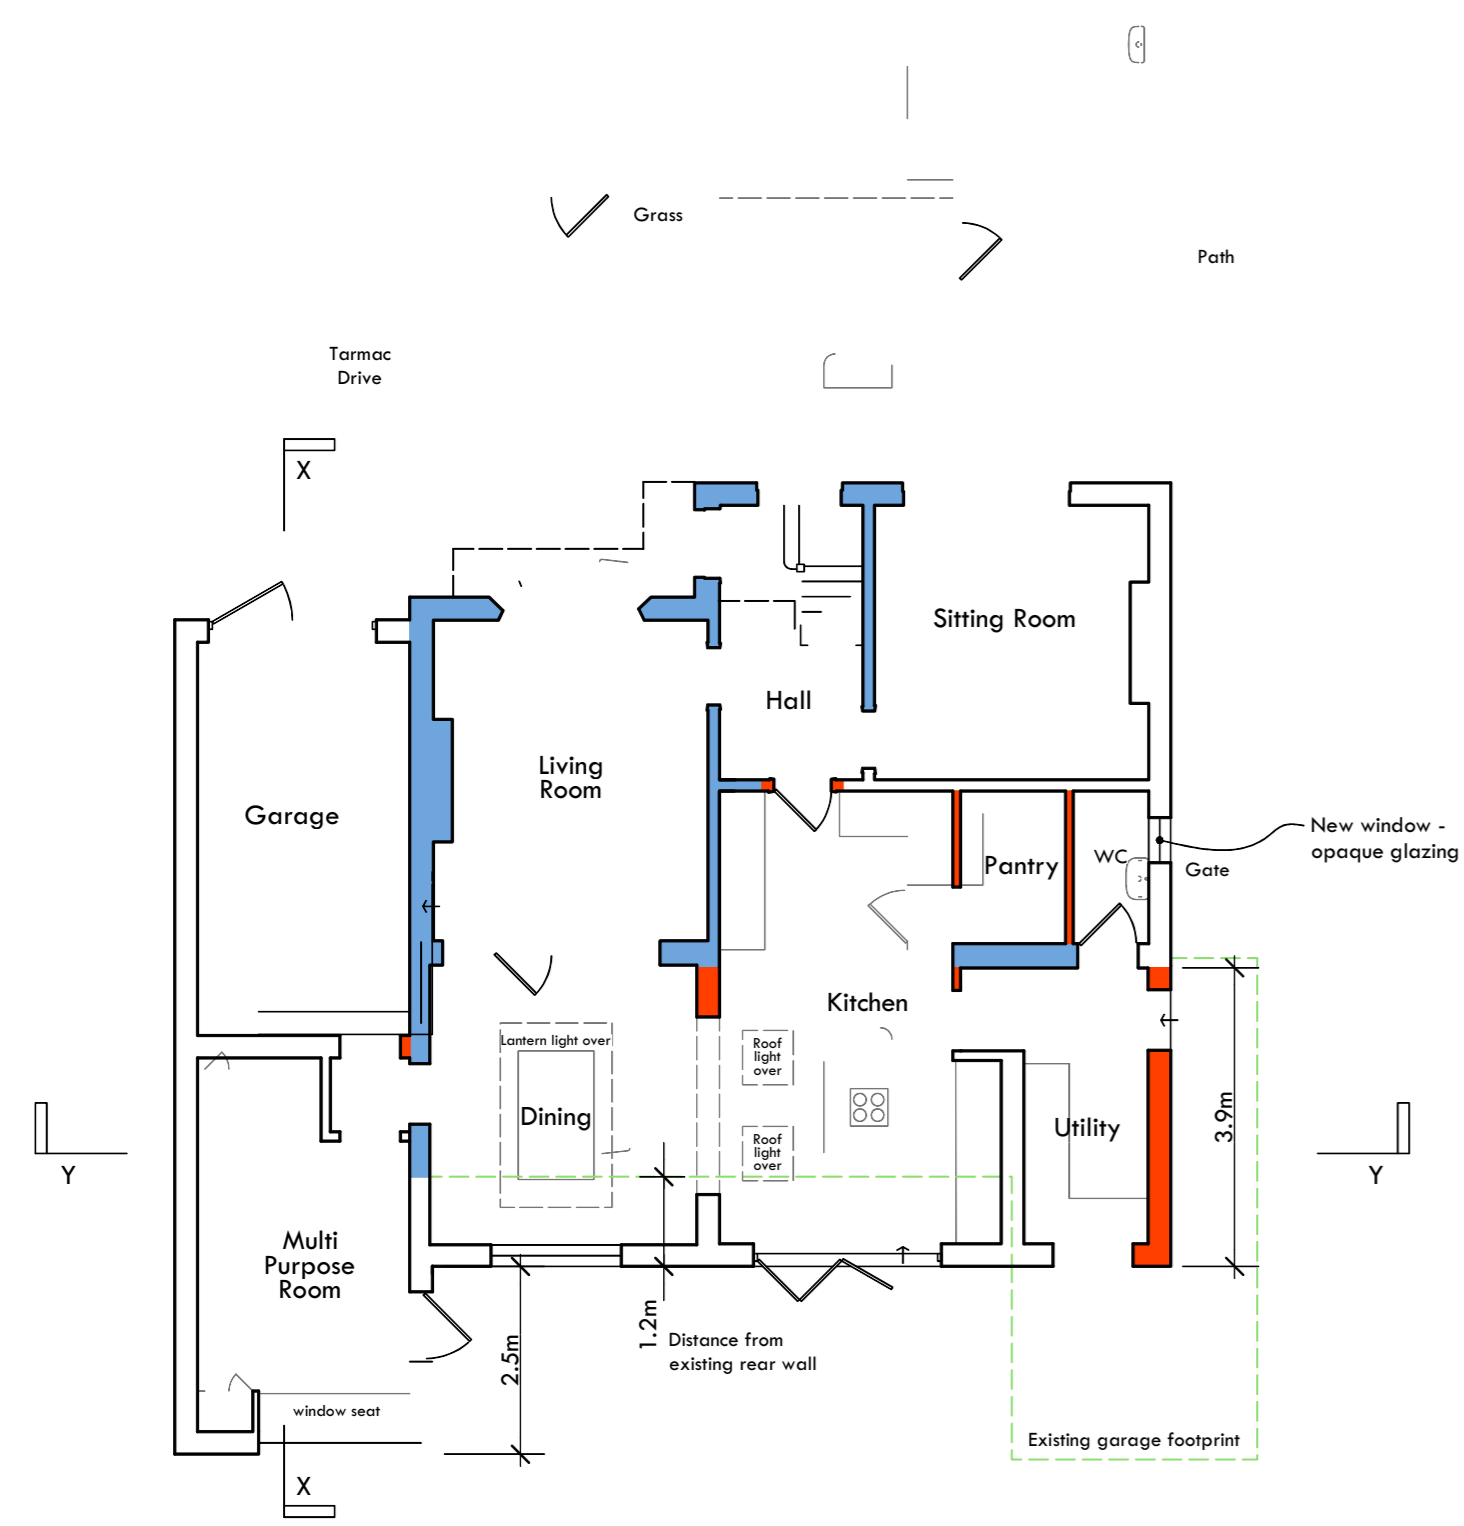 Grass
Path
Tarmac
Drive
X
Sitting Room
Hall
Living
Room
Garage
New window -
opaque glazing
Pantry
WC
Gate
Kitchen
Lantern light over
Roof
light
over
Dining
Utility
3.9m
Roof
light
over
Y
Y
Multi
Purpose
Room
1.2m
Distance from
existing rear wall
2.5m
window seat
Existing garage footprint
X